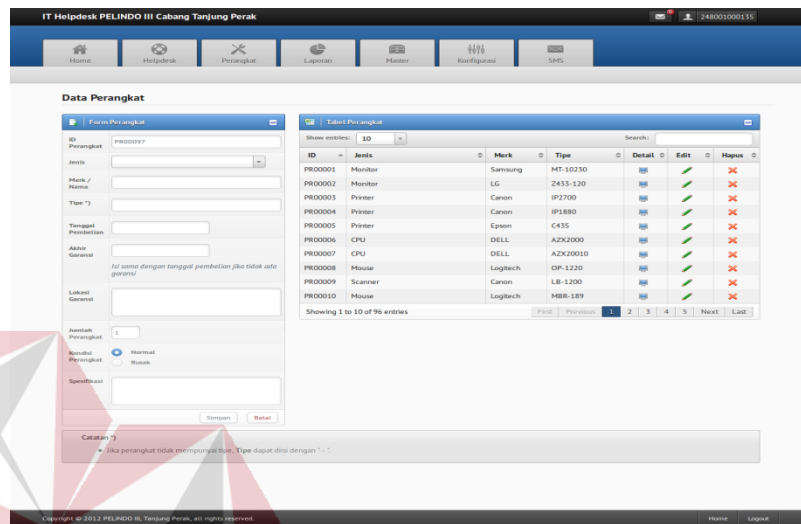 IT Helpdesk PELINDO III Cabang Tanjung Perak
248001000135
Home Helpdesk Perangkat Laporan Master Konfigurasi SMS
Data Perangkat
Form Perangkat
ID Perangkat PR00097
Jenis
Merk / Nama
Tipe *)
Tanggal Pembelian
Akhir Garansi
Isi sama dengan tanggal pembelian jika tidak ada garansi
Lokasi Garansi
Jumlah Perangkat 1
Kondisi Perangkat Normal
Rusak
Spesifikasi
Simpan Batal
Tabel Perangkat
Show entries: 10 Search:
ID Jenis Merk Tipe Detail Edit Hapus
PR00001 Monitor Samsung MT-10230
PR00002 Monitor LG Z433-120
PR00003 Printer Canon IP2700
PR00004 Printer Canon IP1880
PR00005 Printer Epson C435
PR00006 CPU DELL AZX2000
PR00007 CPU DELL AZX20010
PR00008 Mouse Logitech OP-1220
PR00009 Scanner Canon LB-1200
PR00010 Mouse Logitech MBR-189
Showing 1 to 10 of 96 entries
First Previous 1 2 3 4 5 Next Last
Catatan *)
Jika perangkat tidak mempunyai tipe, Tipe dapat diisi dengan " - ".
Copyright © 2012 PELINDO III, Tanjung Perak, all rights reserved.
Home Logout